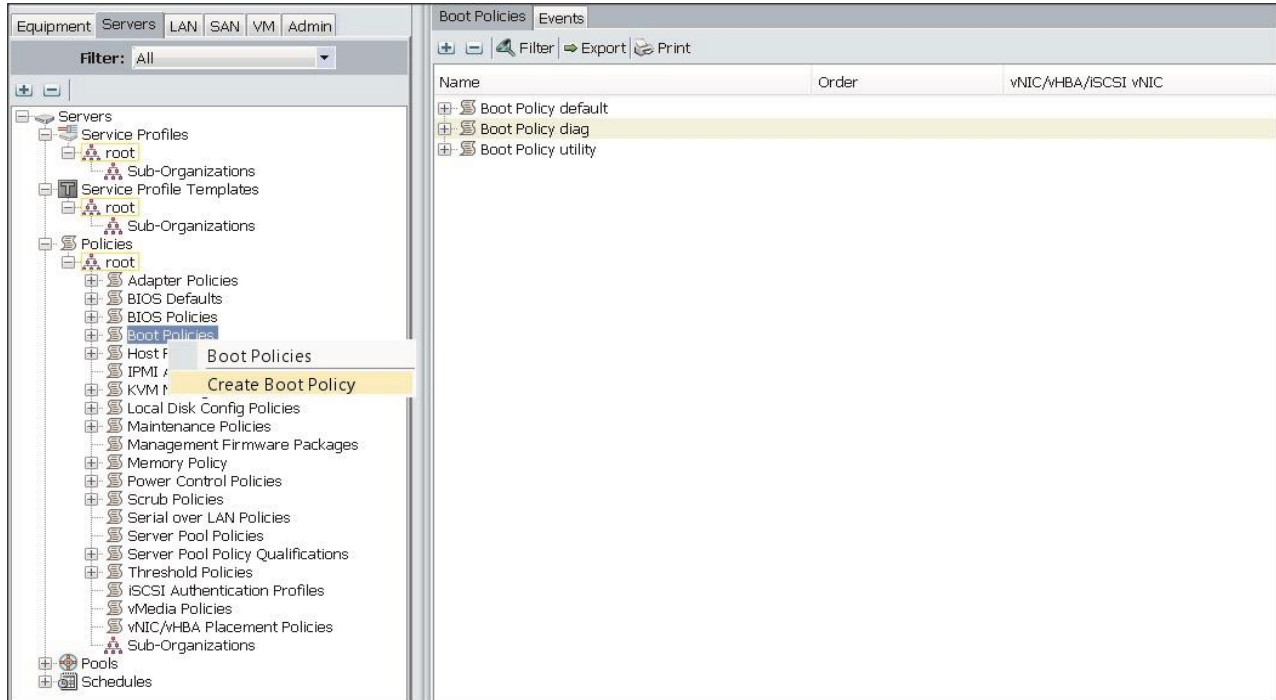 Equipment Servers LAN SAN VM Admin
Filter: All
Servers
Service Profiles
root
Sub-Organizations
Service Profile Templates
root
Sub-Organizations
Policies
root
Adapter Policies
BIOS Defaults
BIOS Policies
Boot Policies
Host
IPMI
KVM
Boot Policies
Create Boot Policy
Local Disk Config Policies
Maintenance Policies
Management Firmware Packages
Memory Policy
Power Control Policies
Scrub Policies
Serial over LAN Policies
Server Pool Policies
Server Pool Policy Qualifications
Threshold Policies
iSCSI Authentication Profiles
vMedia Policies
vNIC/vHBA Placement Policies
Sub-Organizations
Pools
Schedules
Boot Policies Events
Filter Export Print
Name Order vNIC/vHBA/iSCSI vNIC
Boot Policy default
Boot Policy diag
Boot Policy utility